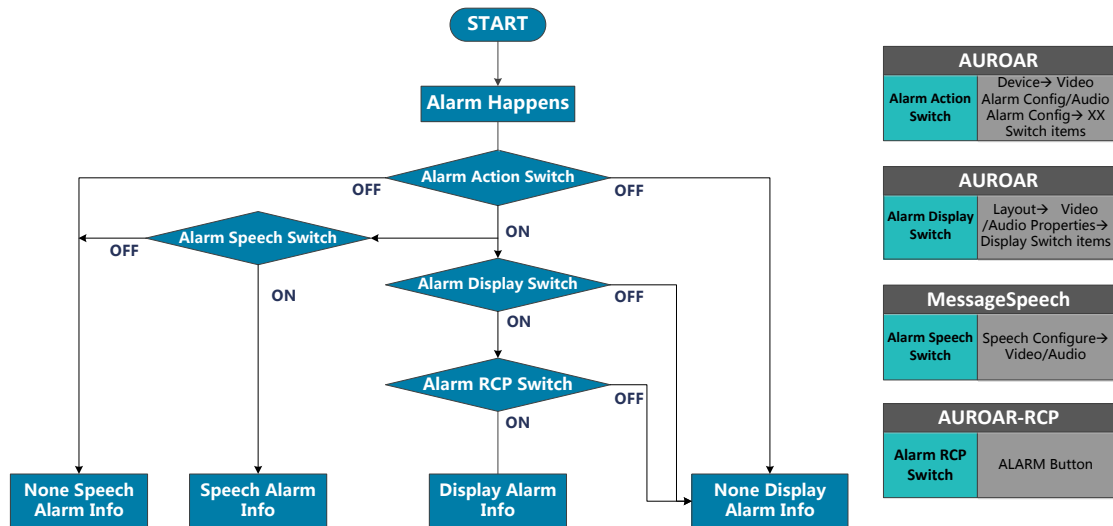 START
Alarm Happens
Alarm Action Switch
OFF
OFF
ON
Alarm Speech Switch
OFF
ON
Alarm Display Switch
OFF
ON
Alarm RCP Switch
OFF
ON
None Speech
Alarm Info
Speech Alarm
Info
Display Alarm
Info
None Display
Alarm Info
AUROAR
Alarm Action
Switch
Device→ Video
Alarm Config/Audio
Alarm Config→ XX
Switch items
AUROAR
Alarm Display
Switch
Layout→ Video
/Audio Properties→
Display Switch items
MessageSpeech
Alarm Speech
Switch
Speech Configure→
Video/Audio
AUROAR-RCP
Alarm RCP
Switch
ALARM Button